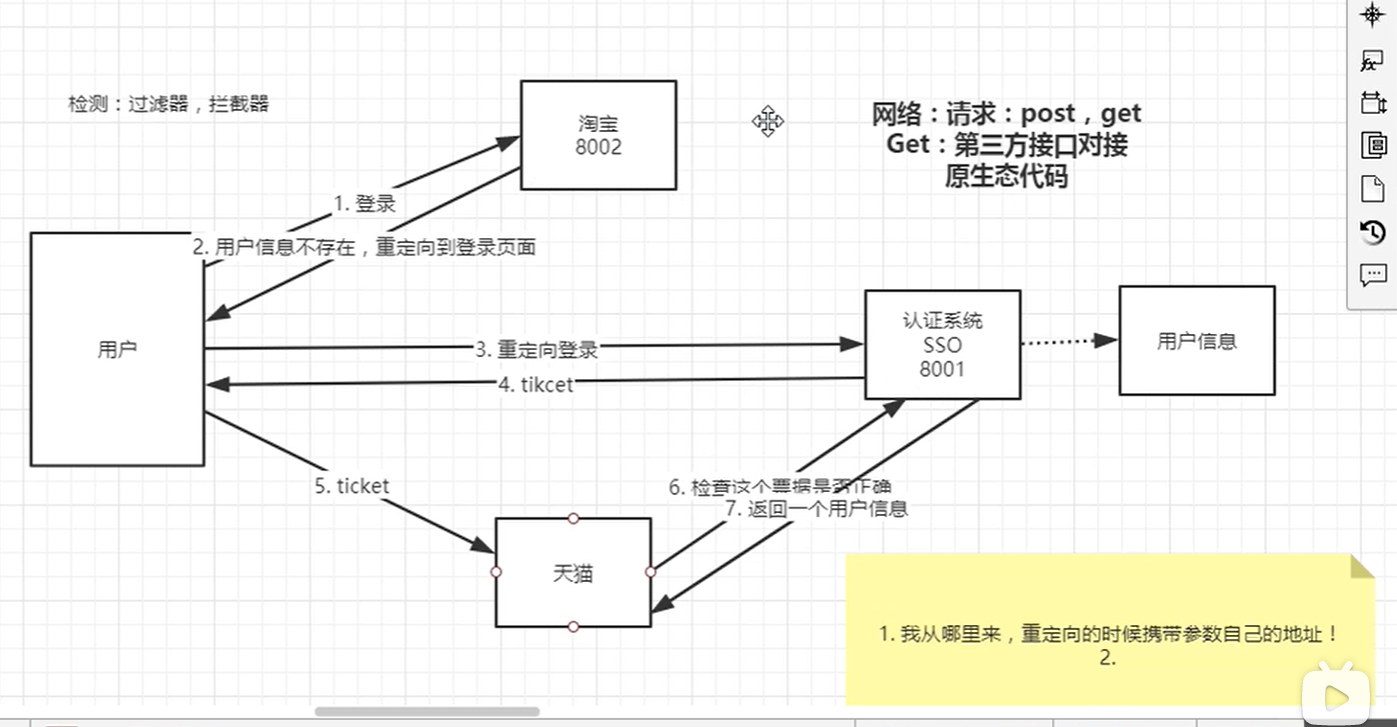 检测：过滤器，拦截器
淘宝
8002
网络：请求：post，get
Get：第三方接口对接
原生态代码
1. 登录
2. 用户信息不存在，重定向到登录页面
用户
3. 重定向登录
4. tikcet
认证系统
SSO
8001
用户信息
5. ticket
6. 检查这个票据是否正确
7. 返回一个用户信息
天猫
1. 我从哪里来，重定向的时候携带参数自己的地址！
2.